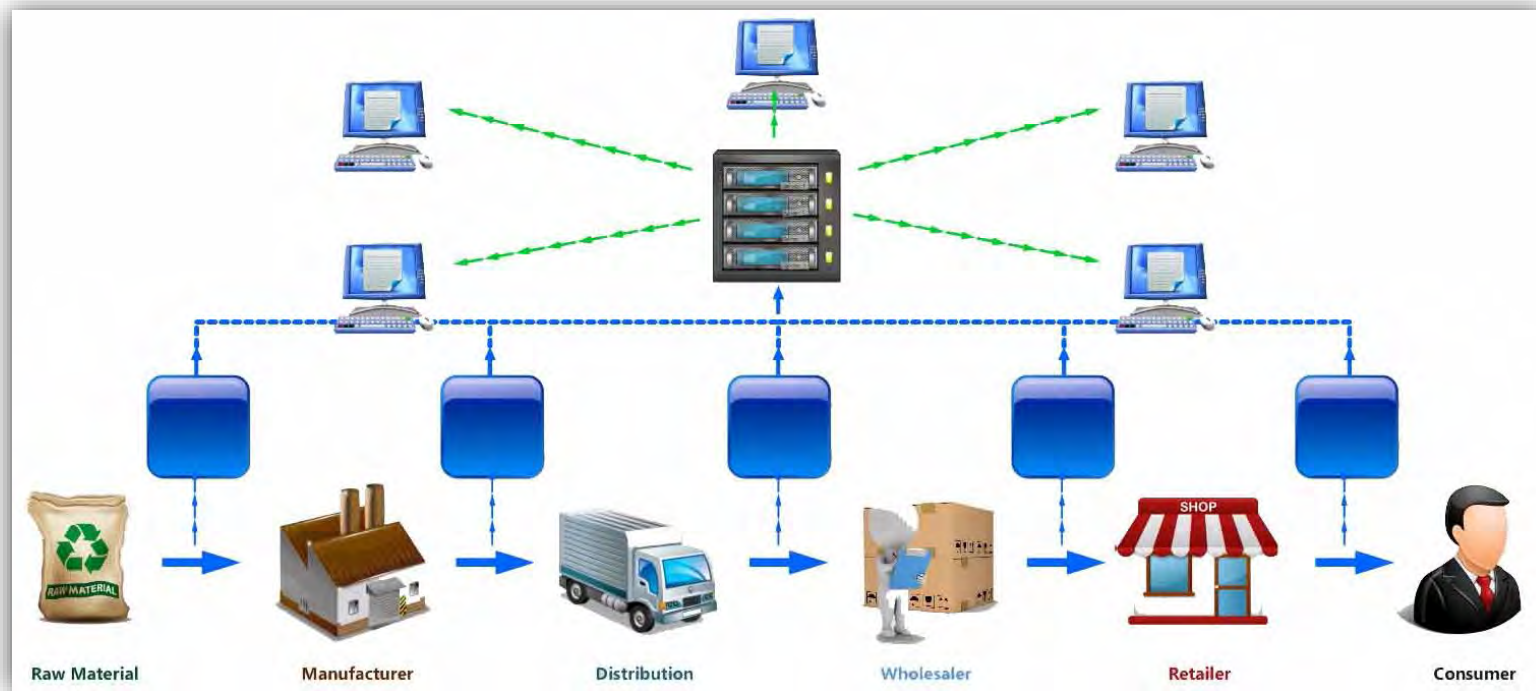 SHOP
RAW MATERIAL
Raw Material
Manufacturer
Distribution
Wholesaler
Retailer
Consumer